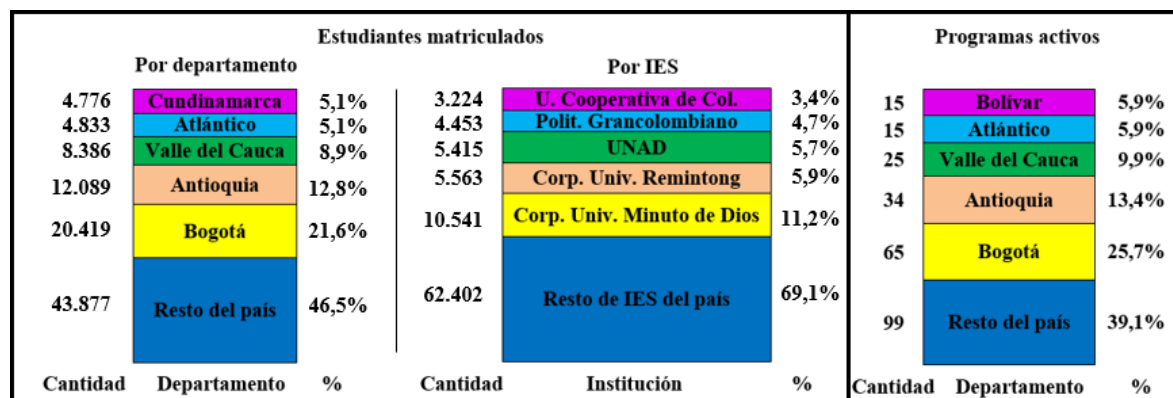 Estudiantes matriculados
Por departamento
4.776 Cundinamarca 5,1%
4.833 Atlántico 5,1%
8.386 Valle del Cauca 8,9%
12.089 Antioquia 12,8%
20.419 Bogotá 21,6%
43.877 Resto del país 46,5%
Cantidad Departamento %
Por IES
3.224 U. Cooperativa de Col. 3,4%
4.453 Polit. Grancolombiano 4,7%
5.415 UNAD 5,7%
5.563 Corp. Univ. Remintong 5,9%
10.541 Corp. Univ. Minuto de Dios 11,2%
62.402 Resto de IES del país 69,1%
Cantidad Institución %
Programas activos
15 Bolívar 5,9%
15 Atlántico 5,9%
25 Valle del Cauca 9,9%
34 Antioquia 13,4%
65 Bogotá 25,7%
99 Resto del país 39,1%
Cantidad Departamento %